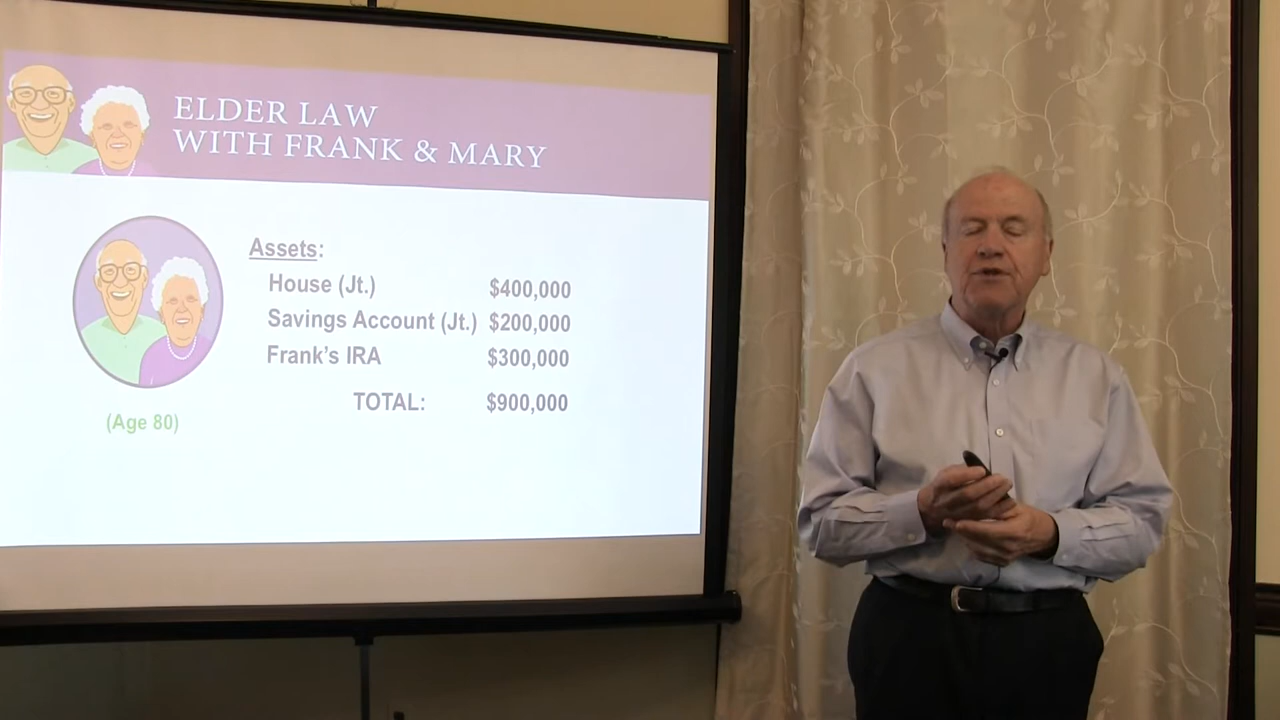 ELDER LAW
WITH FRANK & MARY
Assets:
House (Jt.) $400,000
Savings Account (Jt.) $200,000
Frank's IRA $300,000
TOTAL: $900,000
(Age 80)